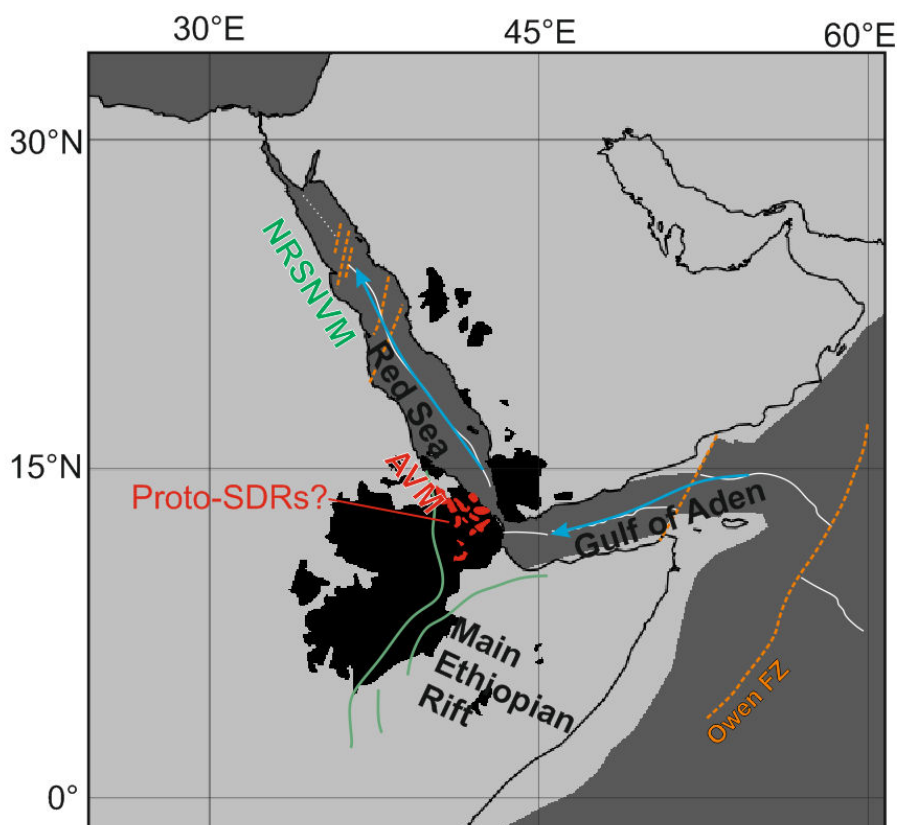 30°E
45°E
60°E
30°N
NRSNVM
Red Sea
15°N
AVM
Proto-SDRs?
Gulf of Aden
Main
Ethiopian
Rift
Owen FZ
0°